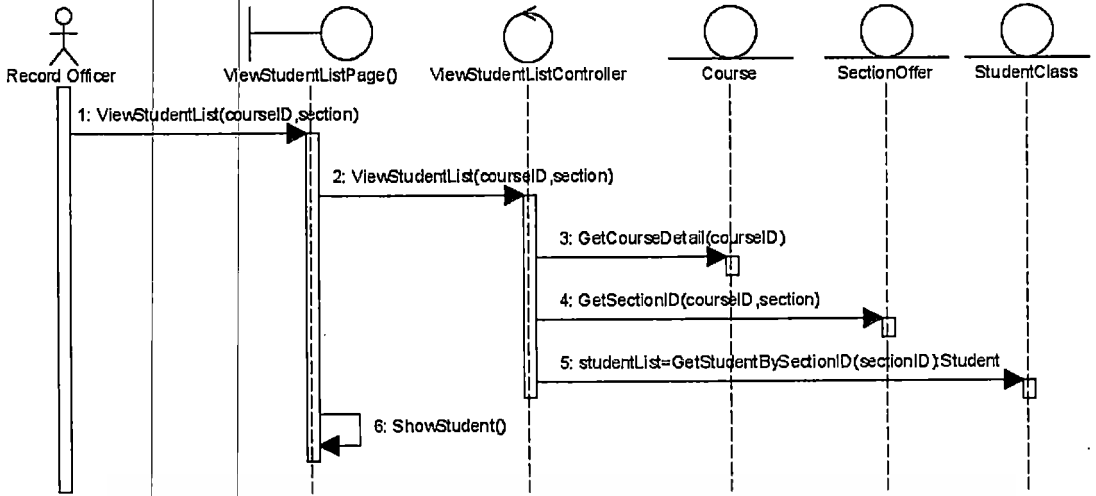 Record Officer
ViewStudentListPage()
ViewStudentListController
Course
SectionOffer
StudentClass
1: ViewStudentList(courseID,section)
2: ViewStudentList(courseID,section)
3: GetCourseDetail(courseID)
4: GetSectionID(courseID,section)
5: studentList=GetStudentBySectionID(sectionID):Student
6: ShowStudent()